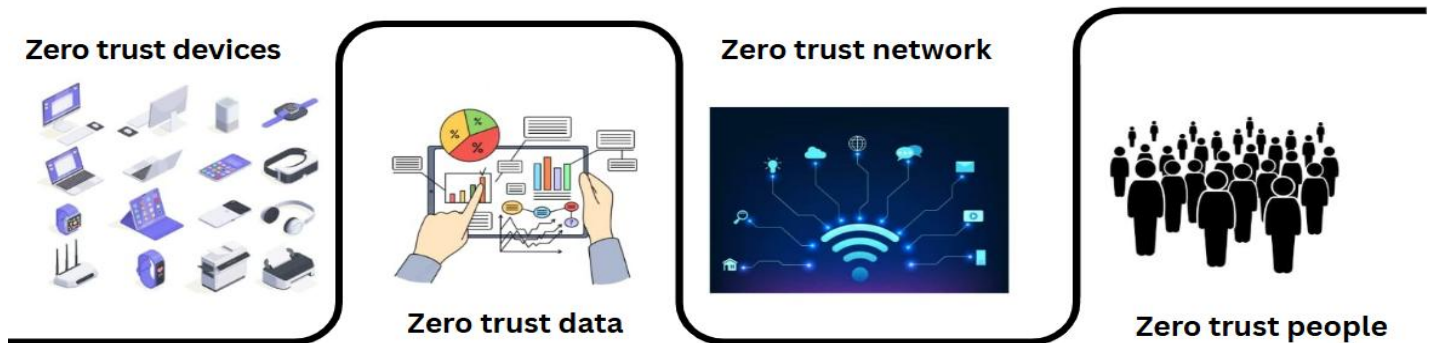 Zero trust devices
%
%
%
Zero trust data
Zero trust network
Zero trust people